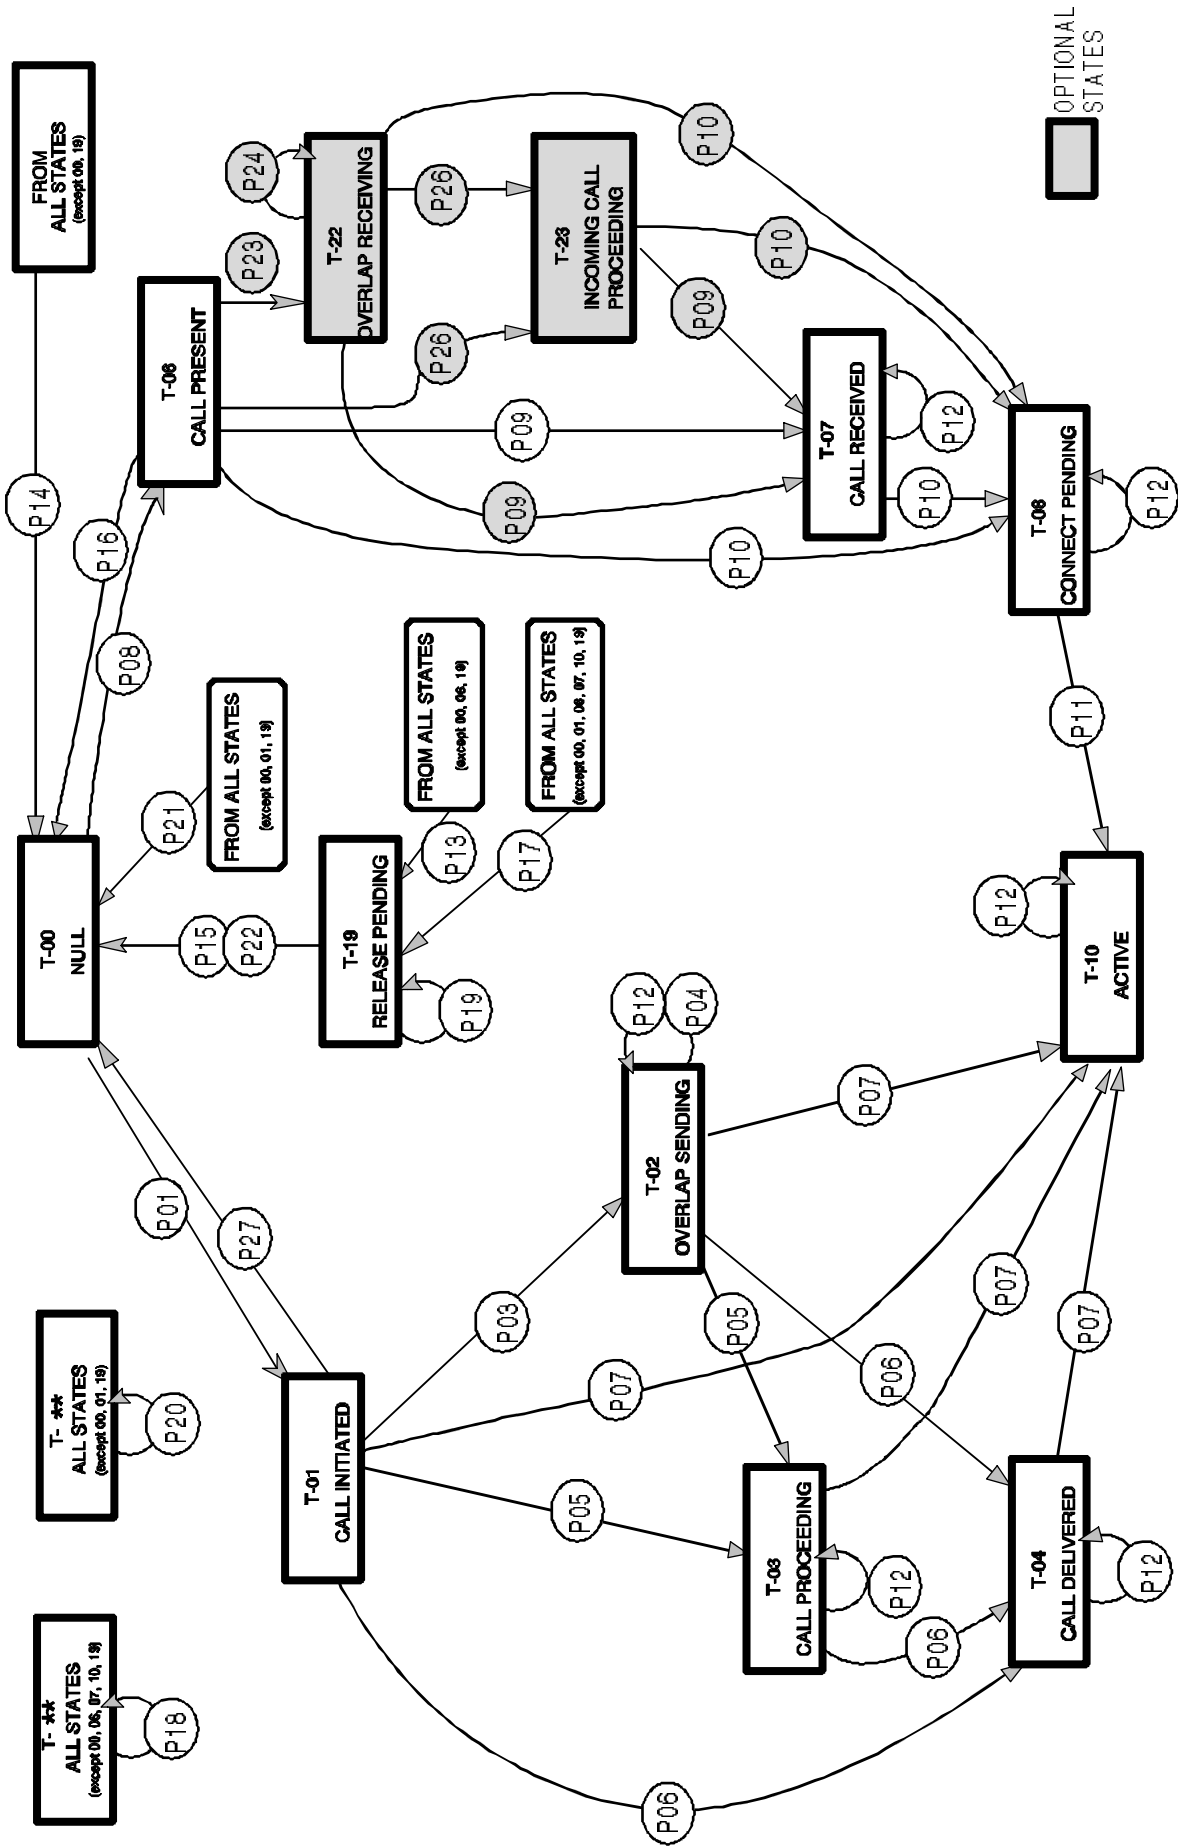 T- **
ALL STATES
(except 00, 06, 07, 10, 19)
P18
T- **
ALL STATES
(except 00, 01, 19)
P20
T-00
NULL
FROM
ALL STATES
(except 00, 19)
P14
P16
P08
P01
P27
P15
P22
P21
FROM ALL STATES
(except 00, 01, 19)
T-06
CALL PRESENT
P23
P24
T-01
CALL INITIATED
T-19
RELEASE PENDING
P19
P13
P17
FROM ALL STATES
(except 00, 06, 19)
FROM ALL STATES
(except 00, 01, 06, 07, 10, 19)
T-22
OVERLAP RECEIVING
P26
P26
P09
P09
P10
P03
P05
P07
P06
T-02
OVERLAP SENDING
P12
P04
T-23
INCOMING CALL
PROCEEDING
P09
P10
P10
P05
P06
P07
T-03
CALL PROCEEDING
P12
P06
P07
T-07
CALL RECEIVED
P12
P10
T-04
CALL DELIVERED
P12
P07
T-08
CONNECT PENDING
P12
P11
P12
T-10
ACTIVE
OPTIONAL
STATES